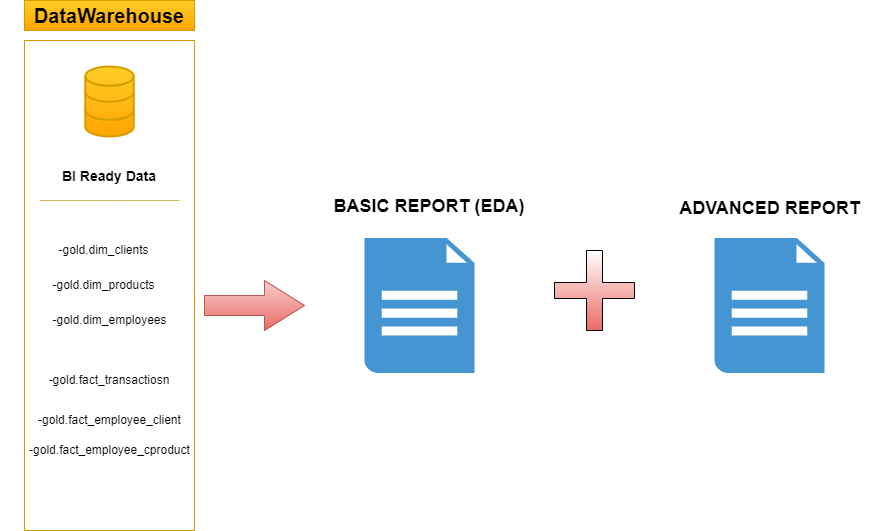 DataWarehouse
BI Ready Data
-gold.dim_clients
-gold.dim_products
-gold.dim_employees
-gold.fact_transactiosn
-gold.fact_employee_client
-gold.fact_employee_cproduct
BASIC REPORT (EDA)
ADVANCED REPORT